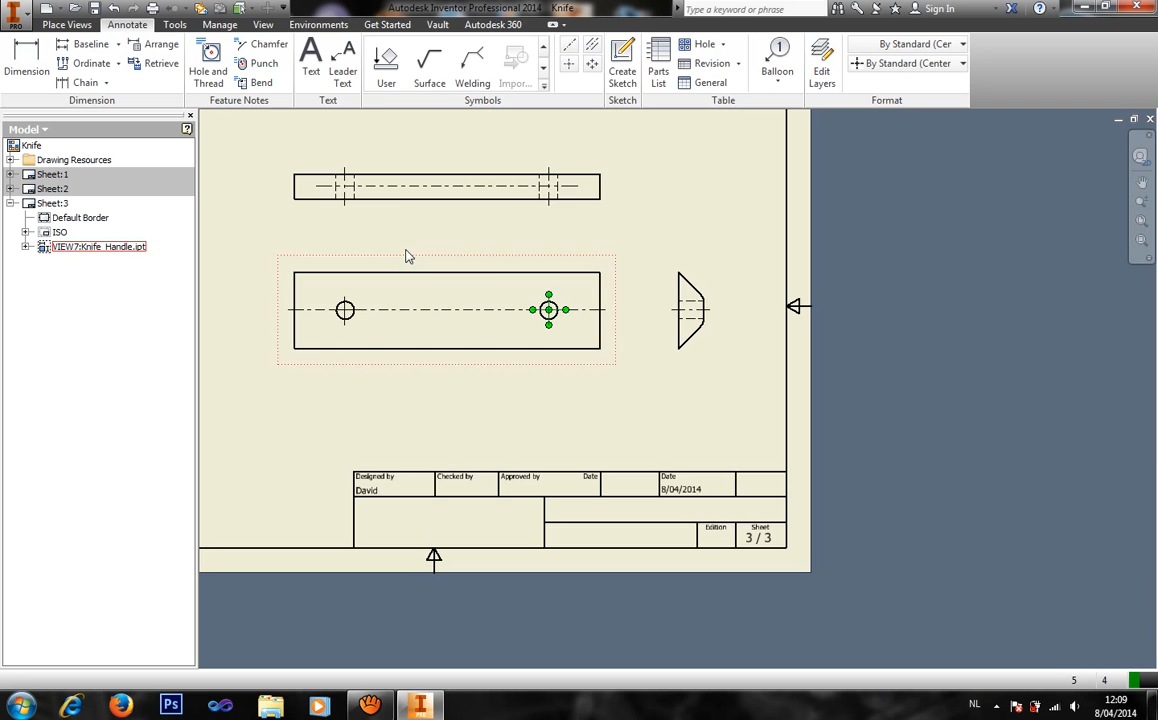 Autodesk Inventor Professional 2014 Knife
Type a keyword or phrase
Sign In
PRO
Place Views
Annotate
Tools
Manage
View
Environments
Get Started
Vault
Autodesk 360
Dimension
Baseline
Ordinate
Chain
Arrange
Retrieve
Dimension
Hole and Thread
Chamfer
Punch
Bend
Feature Notes
Text
Leader Text
Text
User
Surface
Welding
Impor...
Symbols
Create Sketch
Sketch
Parts List
Hole
Revision
General
Table
1
Balloon
Edit Layers
By Standard (Cer
By Standard (Center
Format
Model
Knife
Drawing Resources
Sheet:1
Sheet:2
Sheet:3
Default Border
ISO
VIEW7:Knife_Handle.ipt
Designed by
Checked by
Approved by
Date
Date
David
8/04/2014
Edition
Sheet
3 / 3
5 4
Ps
PRO
NL
12:09
8/04/2014